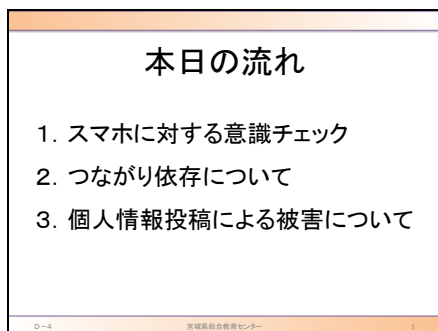 本日の流れ
1. スマホに対する意識チェック
2. つながり依存について
3. 個人情報投稿による被害について
D－4 宮城県総合教育センター 3